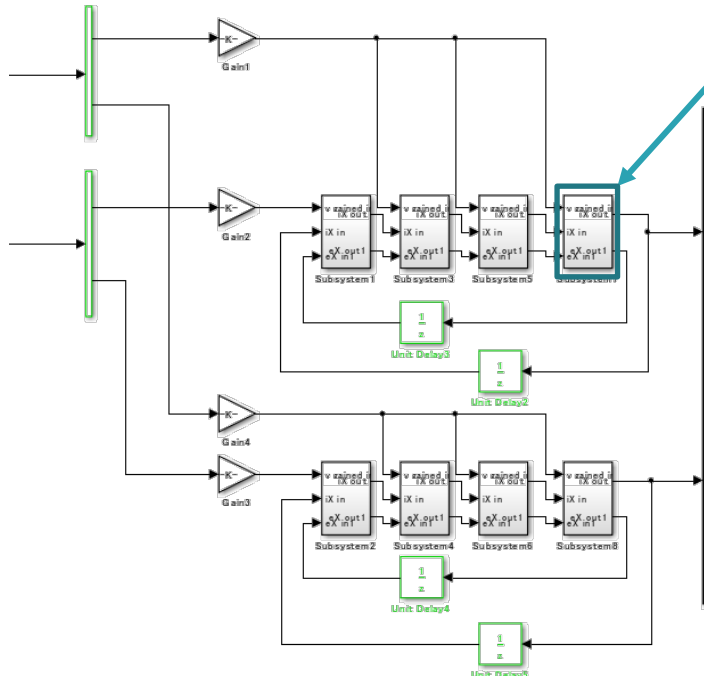 -K-
Gain1
-K-
Gain2
iX out
iX in
eX out1
eX in1
Subsystem1
iX out
iX in
eX out1
eX in1
Subsystem3
iX out
iX in
eX out1
eX in1
Subsystem5
iX out
iX in
eX out1
eX in1
1
z
Unit Delay3
1
z
Unit Delay2
-K-
Gain4
-K-
Gain3
iX out
iX in
eX out1
eX in1
Subsystem2
iX out
iX in
eX out1
eX in1
Subsystem4
iX out
iX in
eX out1
eX in1
Subsystem6
iX out
iX in
eX out1
eX in1
Subsystem8
1
z
Unit Delay4
1
z